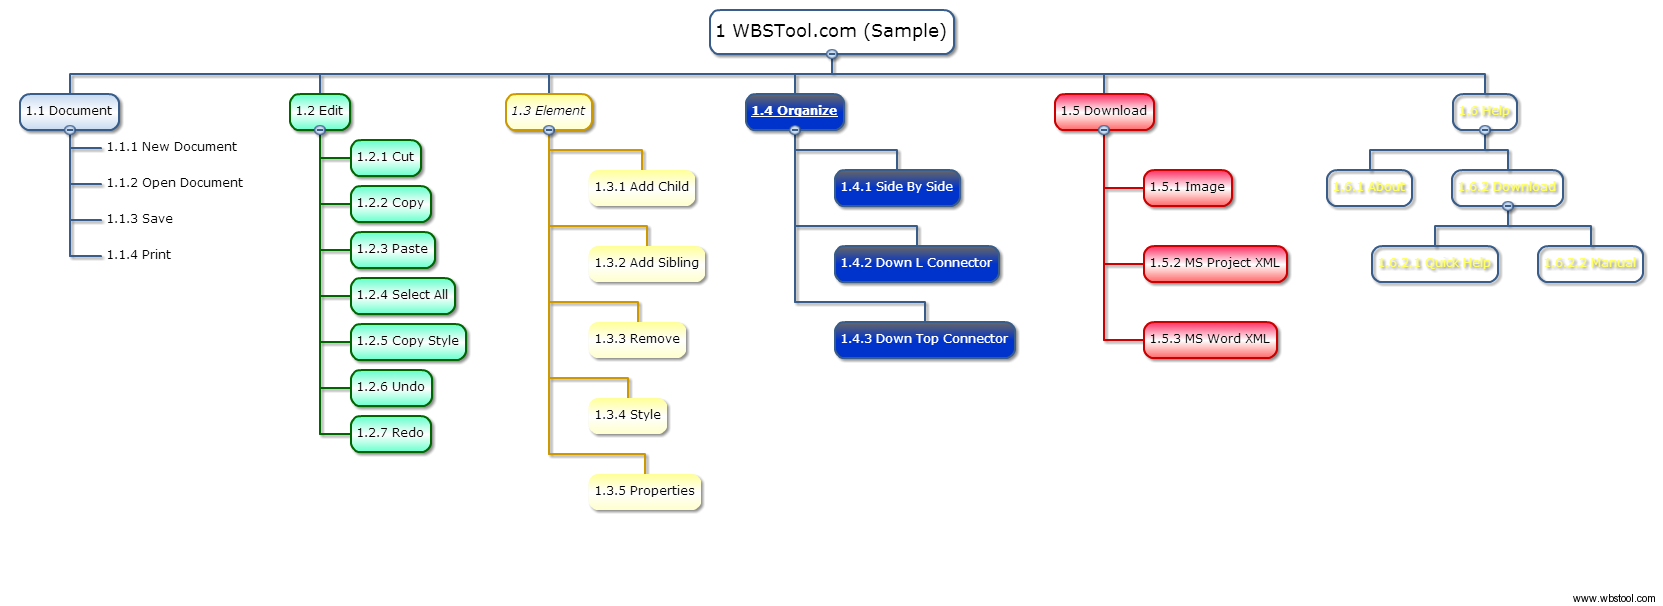 1 WBSTool.com (Sample)
1.1 Document
1.1.1 New Document
1.1.2 Open Document
1.1.3 Save
1.1.4 Print
1.2 Edit
1.2.1 Cut
1.2.2 Copy
1.2.3 Paste
1.2.4 Select All
1.2.5 Copy Style
1.2.6 Undo
1.2.7 Redo
1.3 Element
1.3.1 Add Child
1.3.2 Add Sibling
1.3.3 Remove
1.3.4 Style
1.3.5 Properties
1.4 Organize
1.4.1 Side By Side
1.4.2 Down L Connector
1.4.3 Down Top Connector
1.5 Download
1.5.1 Image
1.5.2 MS Project XML
1.5.3 MS Word XML
1.6 Help
1.6.1 About
1.6.2 Download
1.6.2.1 Quick Help
1.6.2.2 Manual
www.wbstool.com